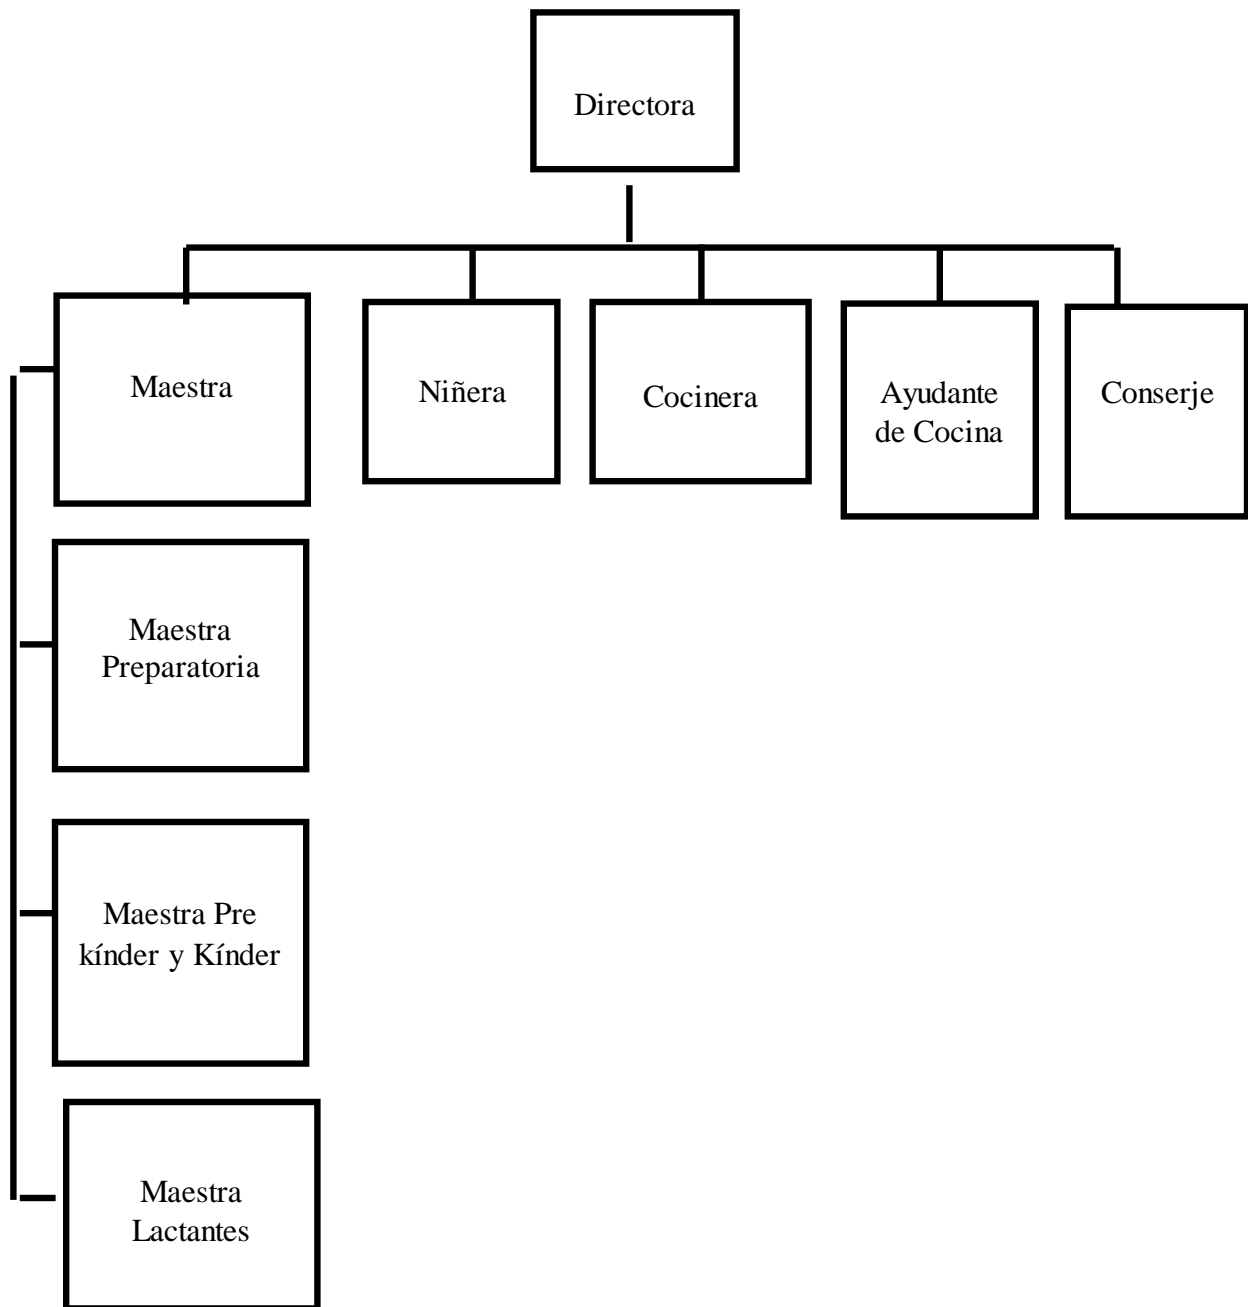 Directora
Maestra
Niñera
Cocinera
Ayudante
de Cocina
Conserje
Maestra
Preparatoria
Maestra Pre
kínder y Kínder
Maestra
Lactantes